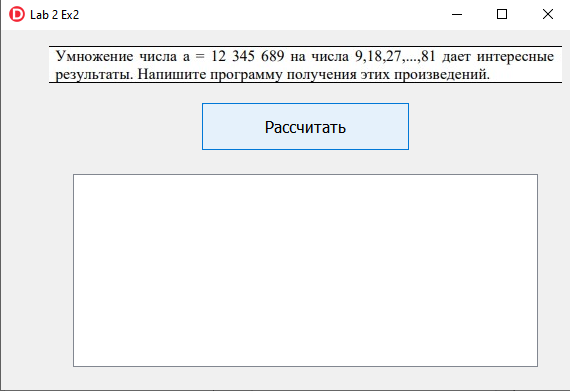 Lab 2 Ex2
Умножение числа a = 12 345 689 на числа 9,18,27,...,81 дает интересные
результаты. Напишите программу получения этих произведений.
Рассчитать